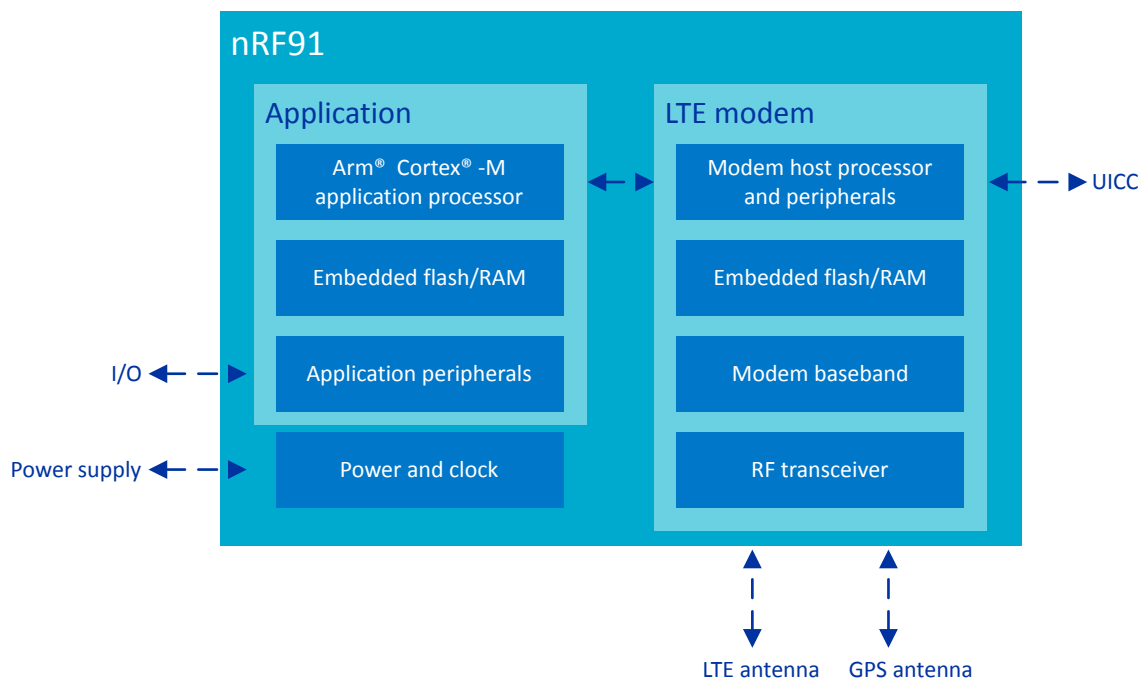 nRF91
Application
Arm® Cortex® -M
application processor
Embedded flash/RAM
Application peripherals
Power and clock
LTE modem
Modem host processor
and peripherals
Embedded flash/RAM
Modem baseband
RF transceiver
I/O
Power supply
UICC
LTE antenna
GPS antenna